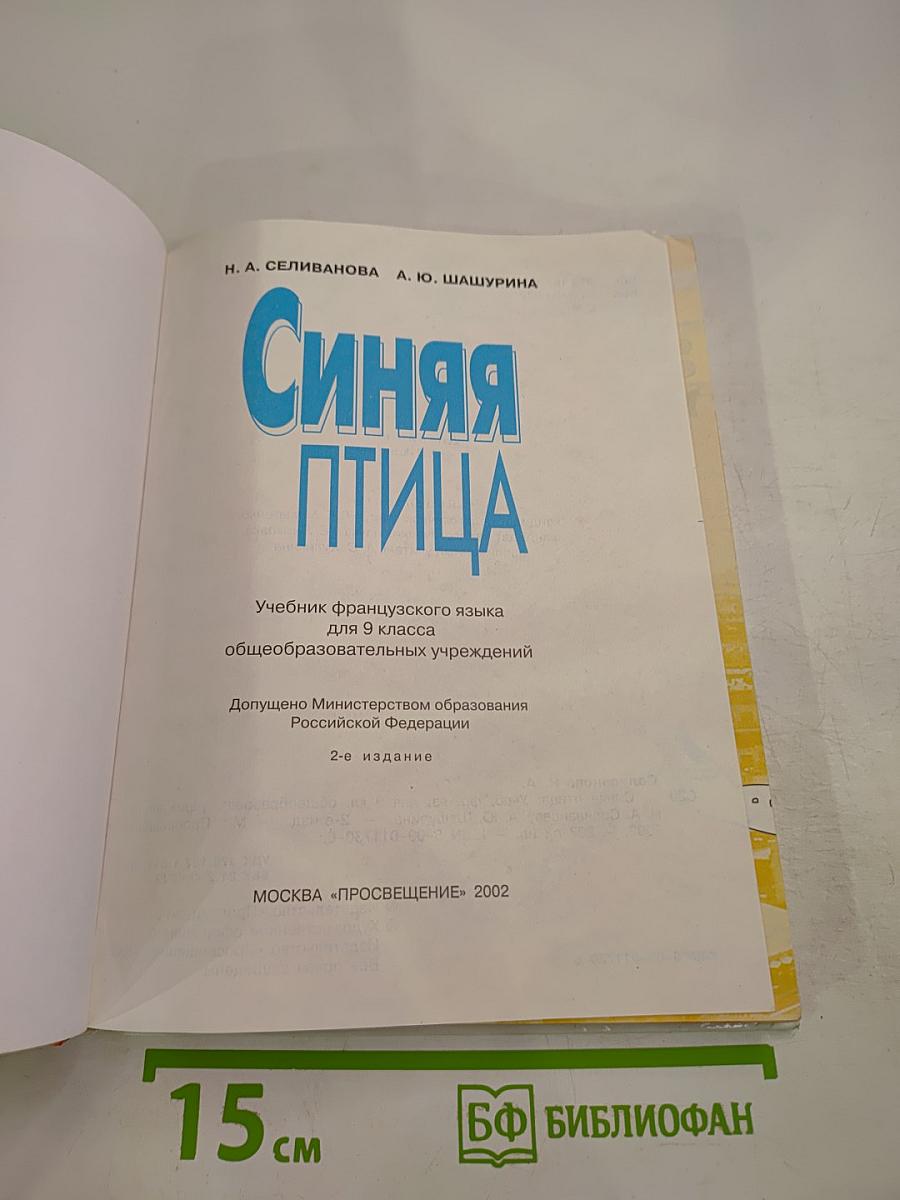 Н. А. СЕЛИВАНОВА А. Ю. ШАШУРИНА
Синяя
ПТИЦА
Учебник французского языка
для 9 класса
общеобразовательных учреждений
Допущено Министерством образования
Российской Федерации
2-е издание
МОСКВА «ПРОСВЕЩЕНИЕ» 2002
15 см
БФ БИБЛИОФАН